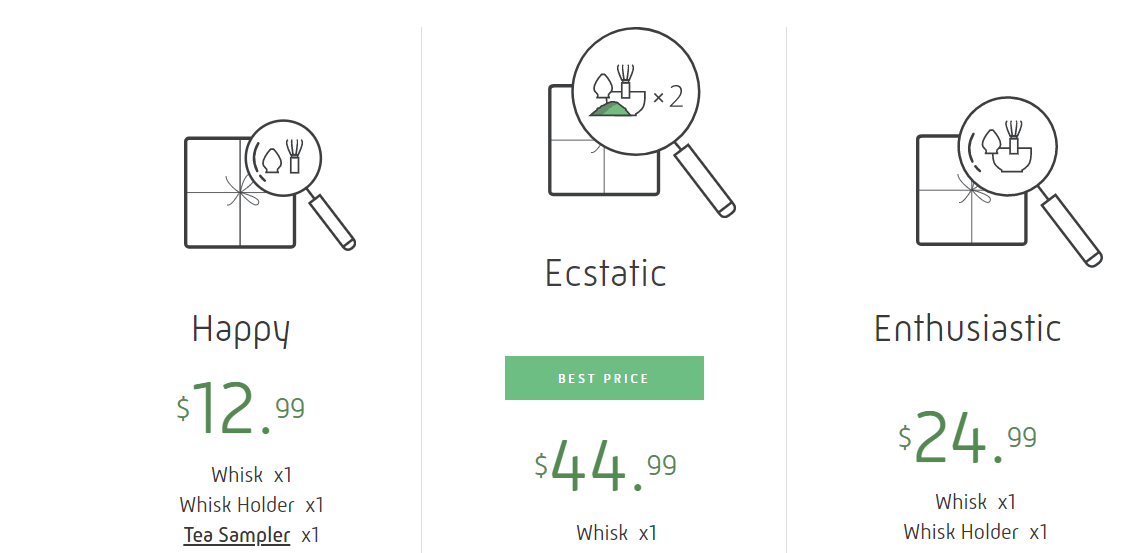 Happy
$12.99
Whisk x1
Whisk Holder x1
Tea Sampler x1
×2
Ecstatic
BEST PRICE
$44.99
Whisk x1
Enthusiastic
$24.99
Whisk x1
Whisk Holder x1